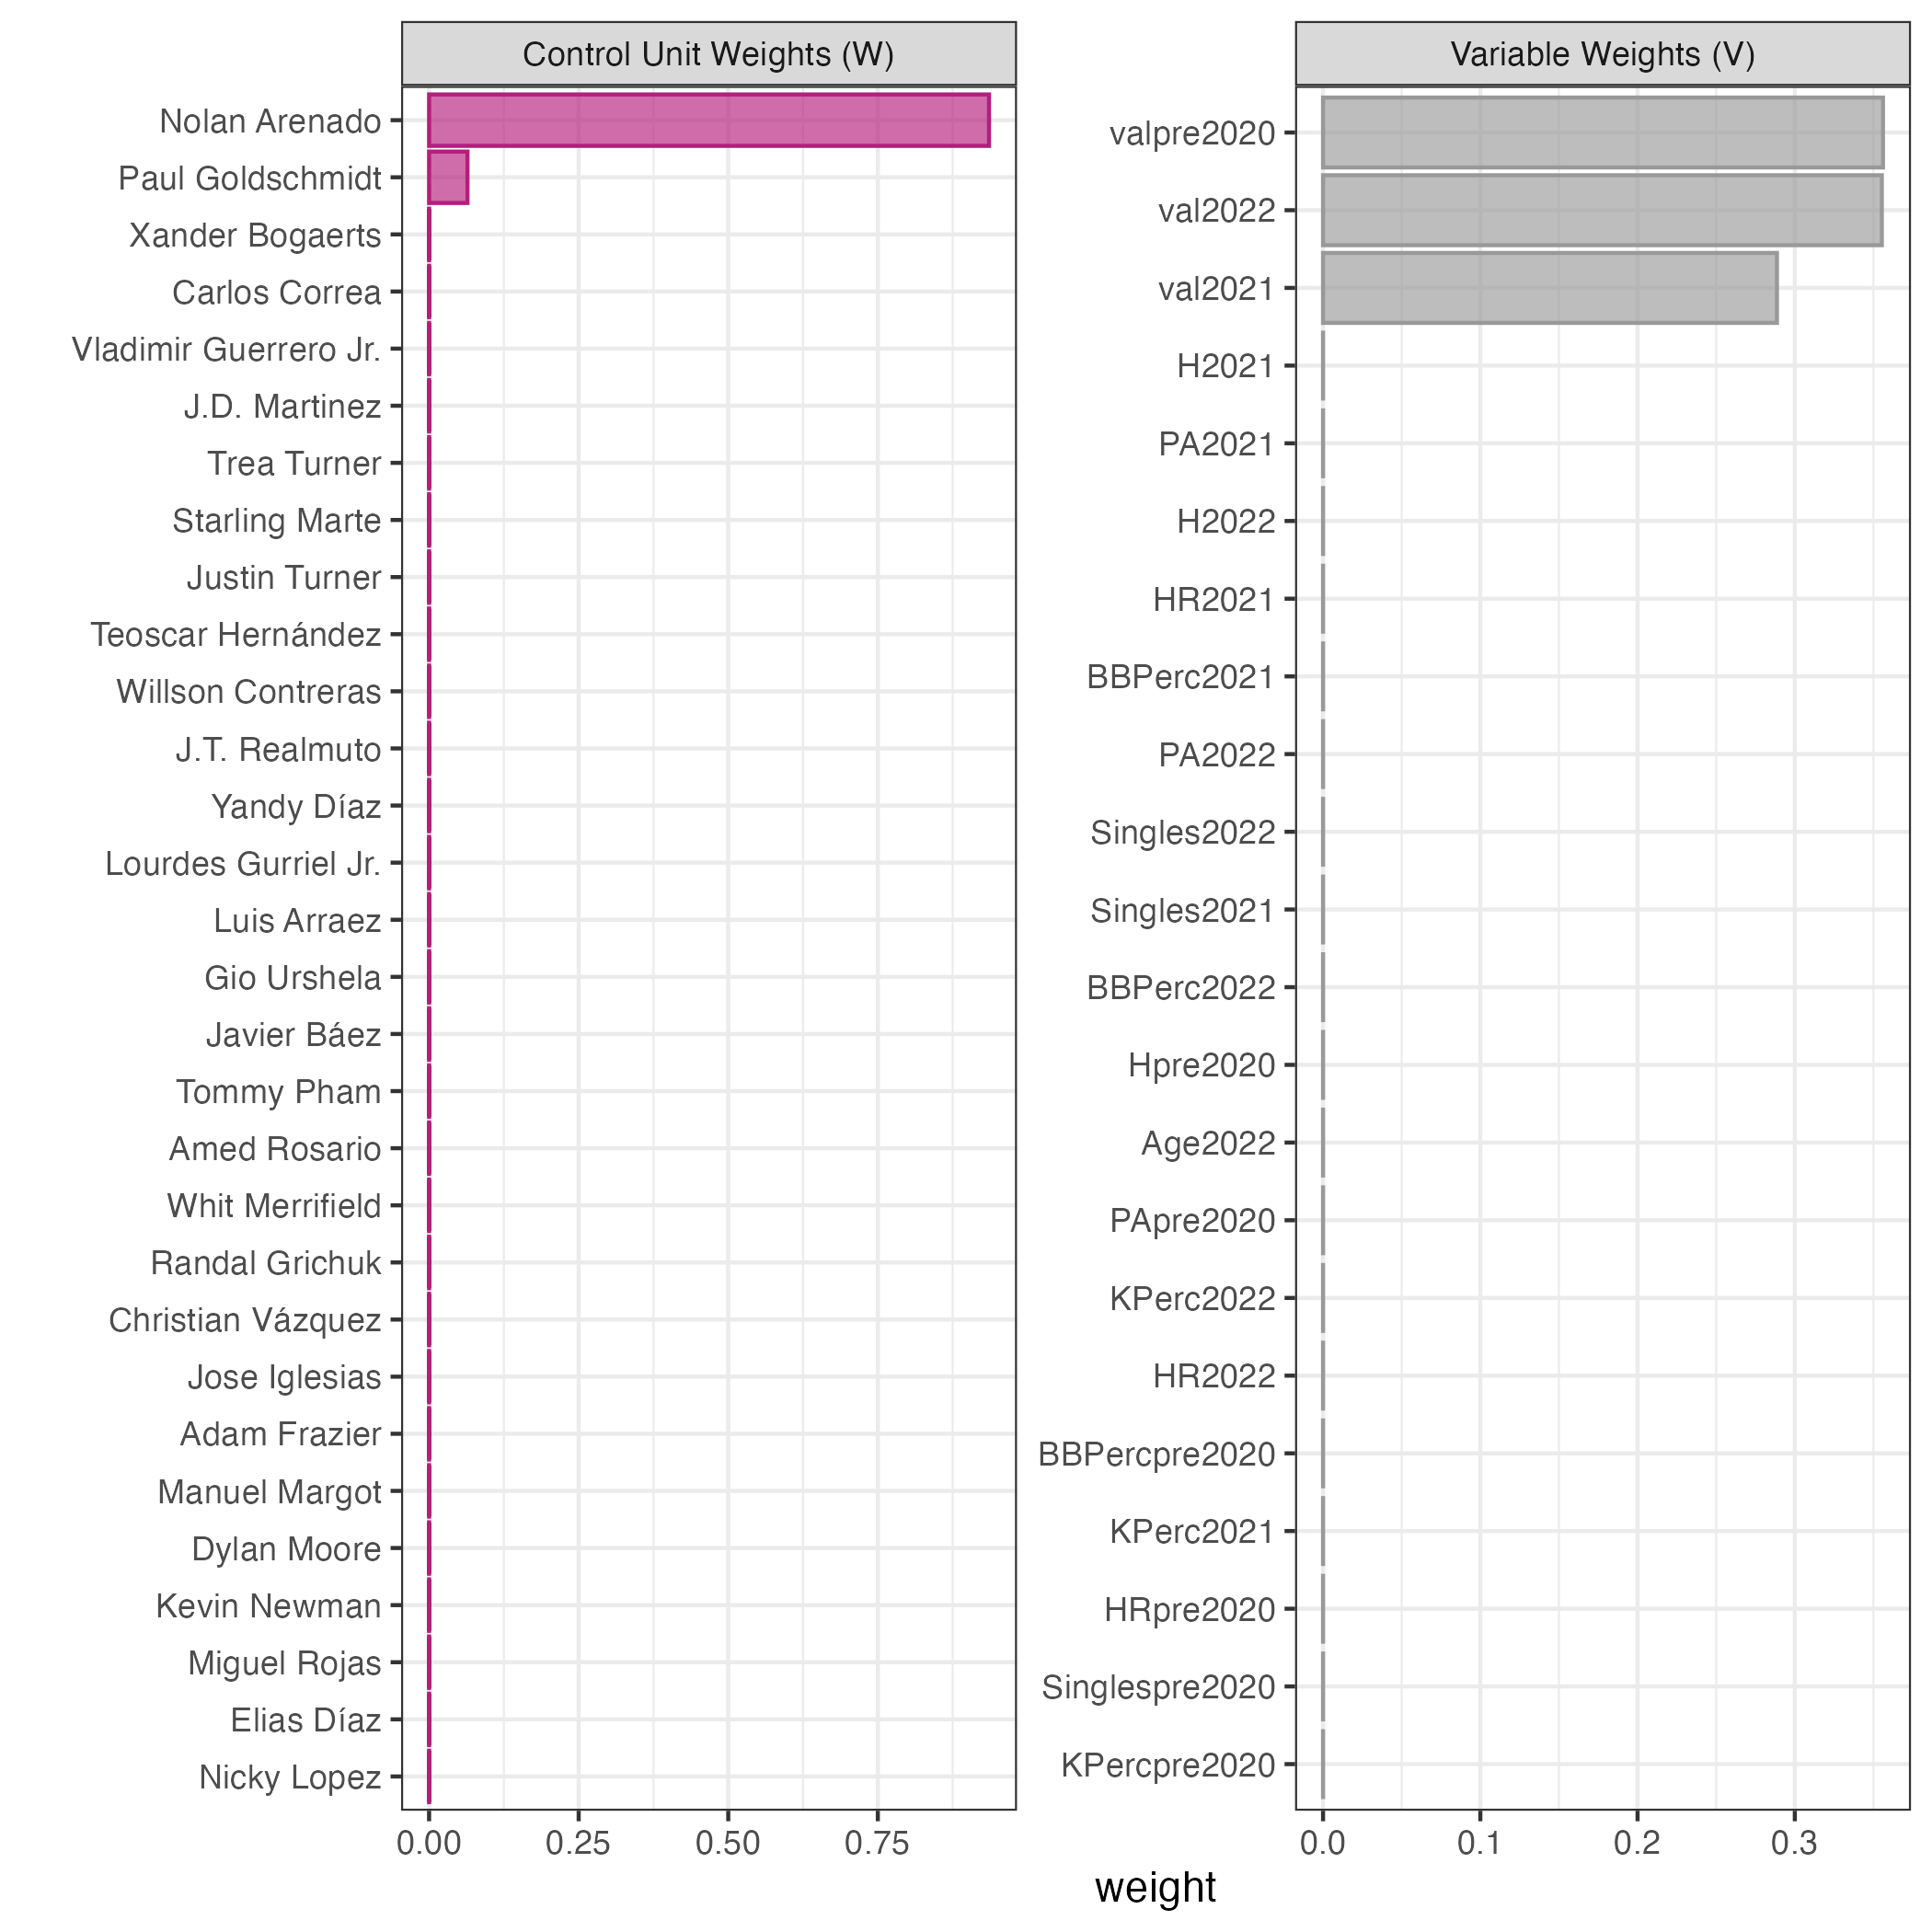 Control Unit Weights (W)
Nolan Arenado
Paul Goldschmidt
Xander Bogaerts
Carlos Correa
Vladimir Guerrero Jr.
J.D. Martinez
Trea Turner
Starling Marte
Justin Turner
Teoscar Hernández
Willson Contreras
J.T. Realmuto
Yandy Díaz
Lourdes Gurriel Jr.
Luis Arraez
Gio Urshela
Javier Báez
Tommy Pham
Amed Rosario
Whit Merrifield
Randal Grichuk
Christian Vázquez
Jose Iglesias
Adam Frazier
Manuel Margot
Dylan Moore
Kevin Newman
Miguel Rojas
Elias Díaz
Nicky Lopez
0.00 0.25 0.50 0.75
Variable Weights (V)
valpre2020
val2022
val2021
H2021
PA2021
H2022
HR2021
BBPerc2021
PA2022
Singles2022
Singles2021
BBPerc2022
Hpre2020
Age2022
PApre2020
KPerc2022
HR2022
BBPercpre2020
KPerc2021
HRpre2020
Singlespre2020
KPercpre2020
0.0 0.1 0.2 0.3
weight